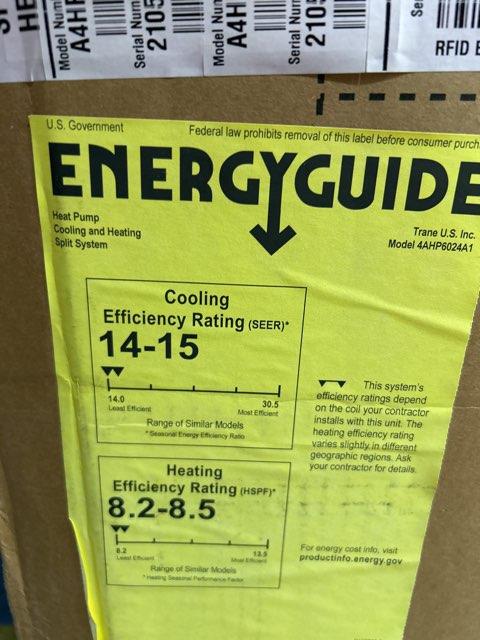 Model Num
A4H
Serial Num
2105
Model Nu
A4H
Serial Nu
2105
RFID
U.S. Government
Federal law prohibits removal of this label before consumer purch
ENERGYGUIDE
Heat Pump
Cooling and Heating
Split System
Trane U.S. Inc.
Model 4AHP6024A1
Cooling
Efficiency Rating (SEER)*
14-15
14.0 30.5
Least Efficient Most Efficient
Range of Similar Models
* Seasonal Energy Efficiency Ratio
This system's
efficiency ratings depend
on the coil your contractor
installs with this unit. The
heating efficiency rating
varies slightly in different
geographic regions. Ask
your contractor for details.
Heating
Efficiency Rating (HSPF)*
8.2-8.5
8.2 13.5
Least Efficient Most Efficient
Range of Similar Models
* Heating Seasonal Performance Factor
For energy cost info, visit
productinfo.energy.gov